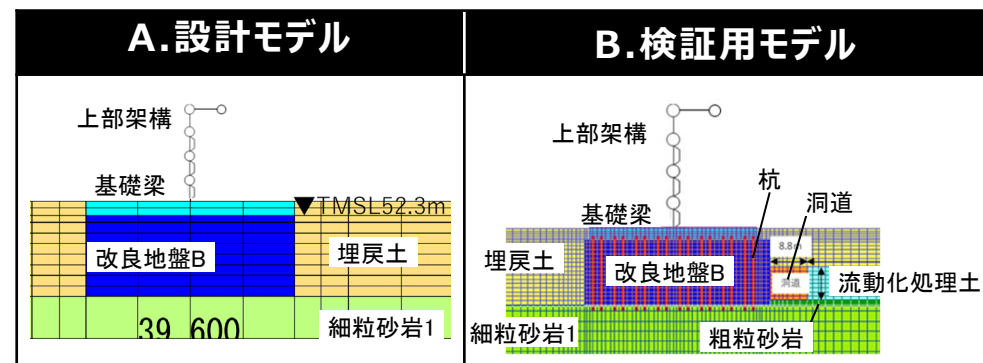 A.設計モデル
B.検証用モデル
上部架構
基礎梁
▼TMSL52.3m
改良地盤B
埋戻土
39 600
細粒砂岩1
上部架構
杭
洞道
基礎梁
8.8m
埋戻土
改良地盤B
洞道
流動化処理土
細粒砂岩1
粗粒砂岩